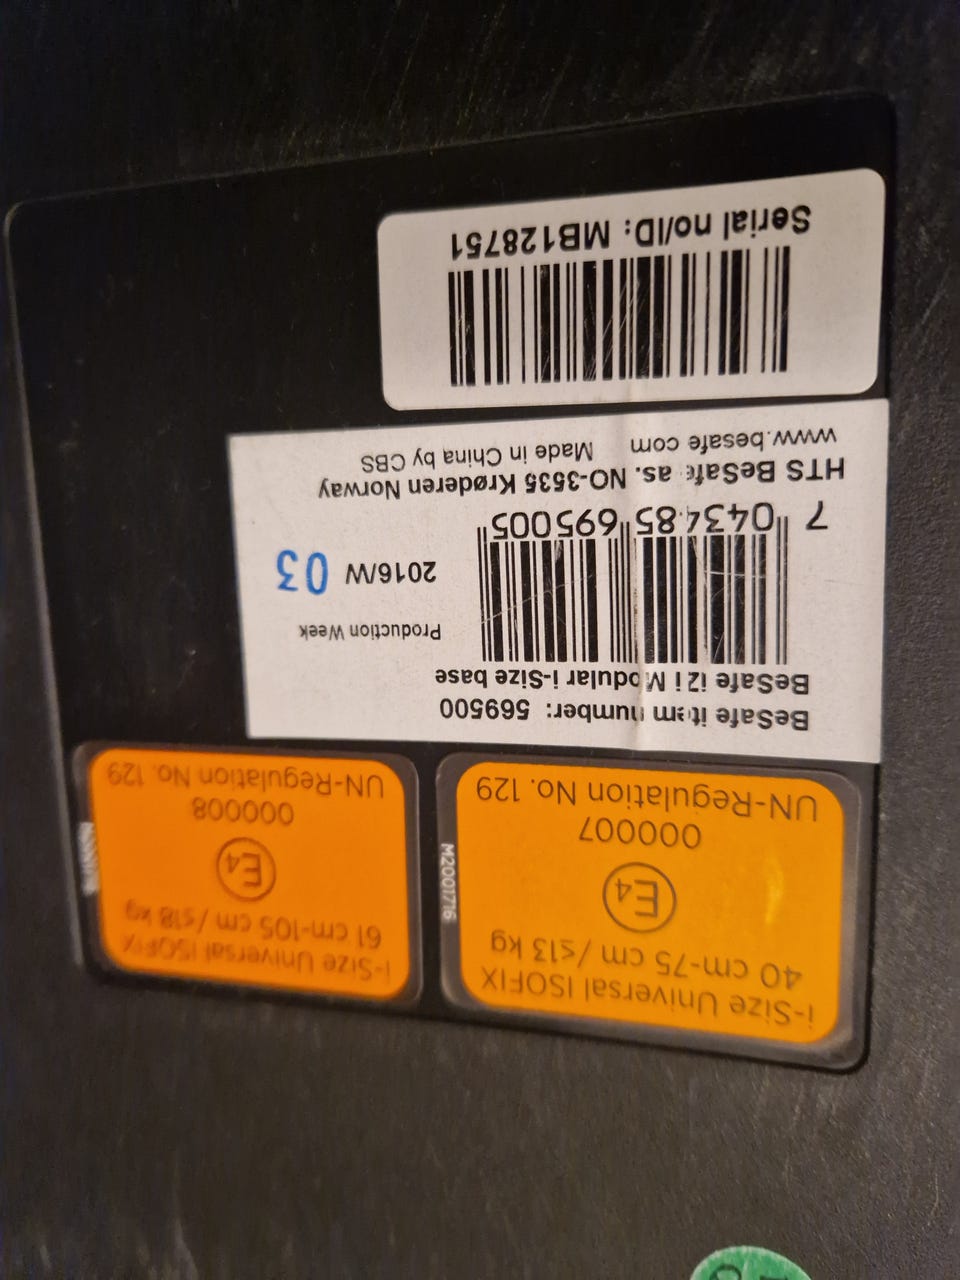 i-Size Universal ISOFIX
40 cm-75 cm / ≤13 kg
E4
000007
UN-Regulation No. 129
M2001716
i-Size Universal ISOFIX
61 cm-105 cm / ≤18 kg
E4
000008
UN-Regulation No. 129
BeSafe item number: 569500
BeSafe iZi Modular i-Size base
Production Week
2016/W 03
7 043485 695005
HTS BeSafe as. NO-3535 Krøderen Norway
www.besafe.com Made in China by CBS
Serial no/ID: MB128751